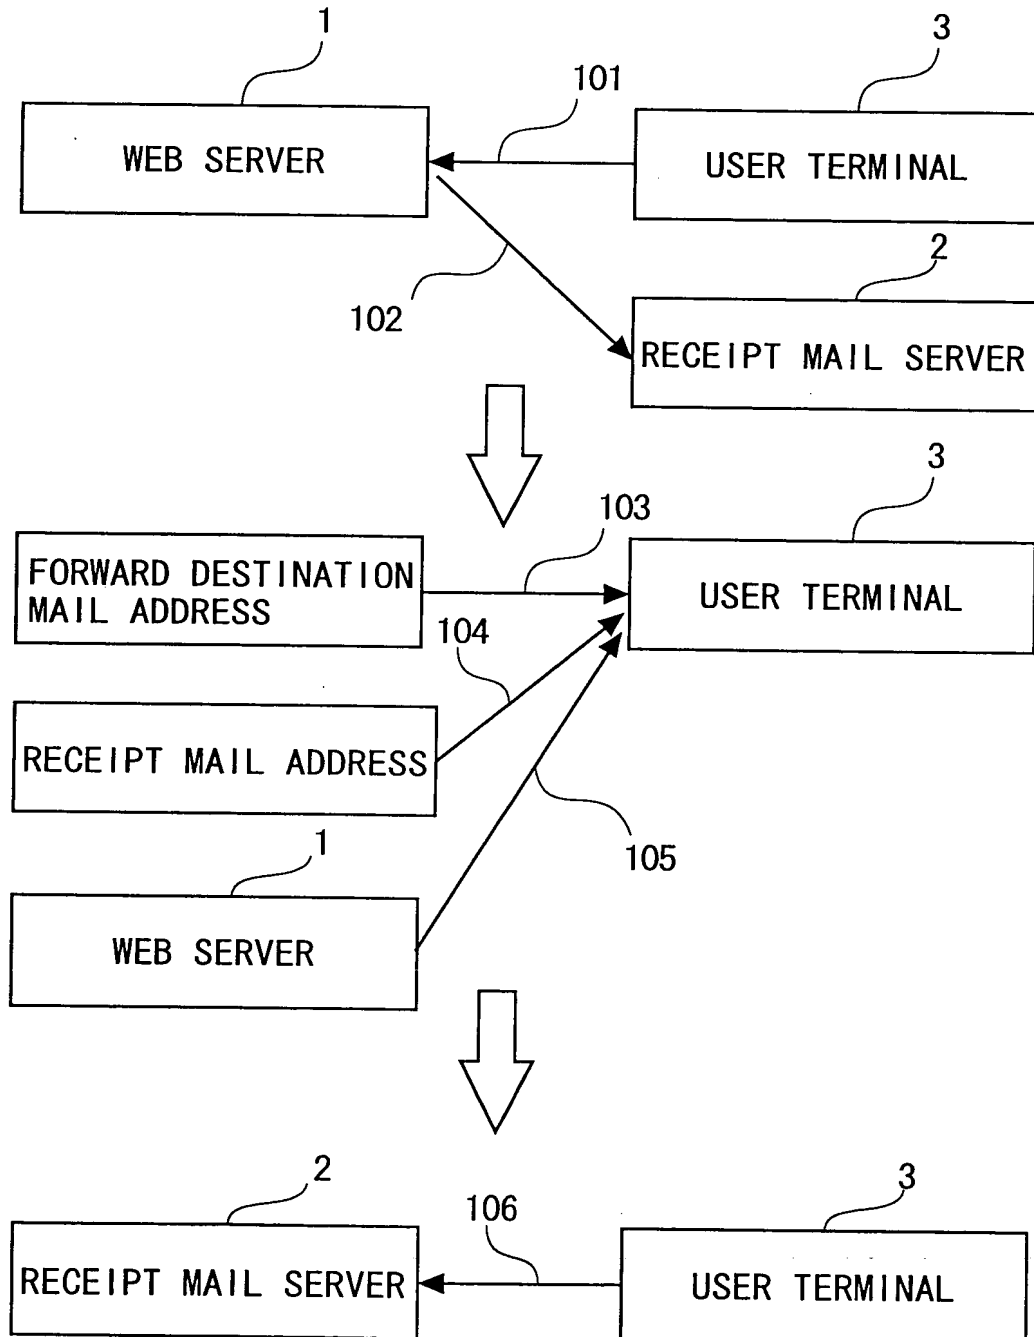 1
3
101
WEB SERVER
USER TERMINAL
2
102
RECEIPT MAIL SERVER
3
103
FORWARD DESTINATION
MAIL ADDRESS
USER TERMINAL
104
RECEIPT MAIL ADDRESS
105
1
WEB SERVER
2
3
106
RECEIPT MAIL SERVER
USER TERMINAL